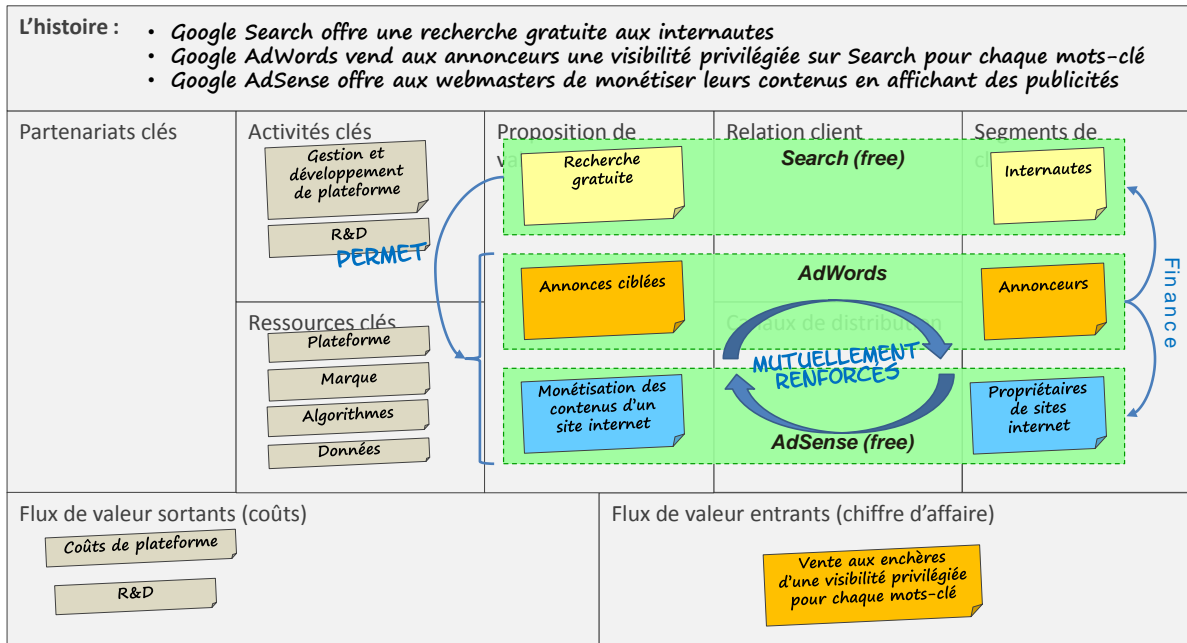 L'histoire :
• Google Search offre une recherche gratuite aux internautes
• Google AdWords vend aux annonceurs une visibilité privilégiée sur Search pour chaque mots-clé
• Google AdSense offre aux webmasters de monétiser leurs contenus en affichant des publicités
Partenariats clés
Activités clés
Gestion et
développement
de plateforme
R&D
PERMET
Ressources clés
Plateforme
Marque
Algorithmes
Données
Proposition de
Relation client
Segments de
Search (free)
Recherche
gratuite
Internautes
AdWords
Annonces ciblées
Annonceurs
Canaux de distribution
MUTUELLEMENT
RENFORCÉS
Monétisation des
contenus d'un
site internet
Propriétaires
de sites
internet
AdSense (free)
Finance
Flux de valeur sortants (coûts)
Coûts de plateforme
R&D
Flux de valeur entrants (chiffre d'affaire)
Vente aux enchères
d'une visibilité privilégiée
pour chaque mots-clé